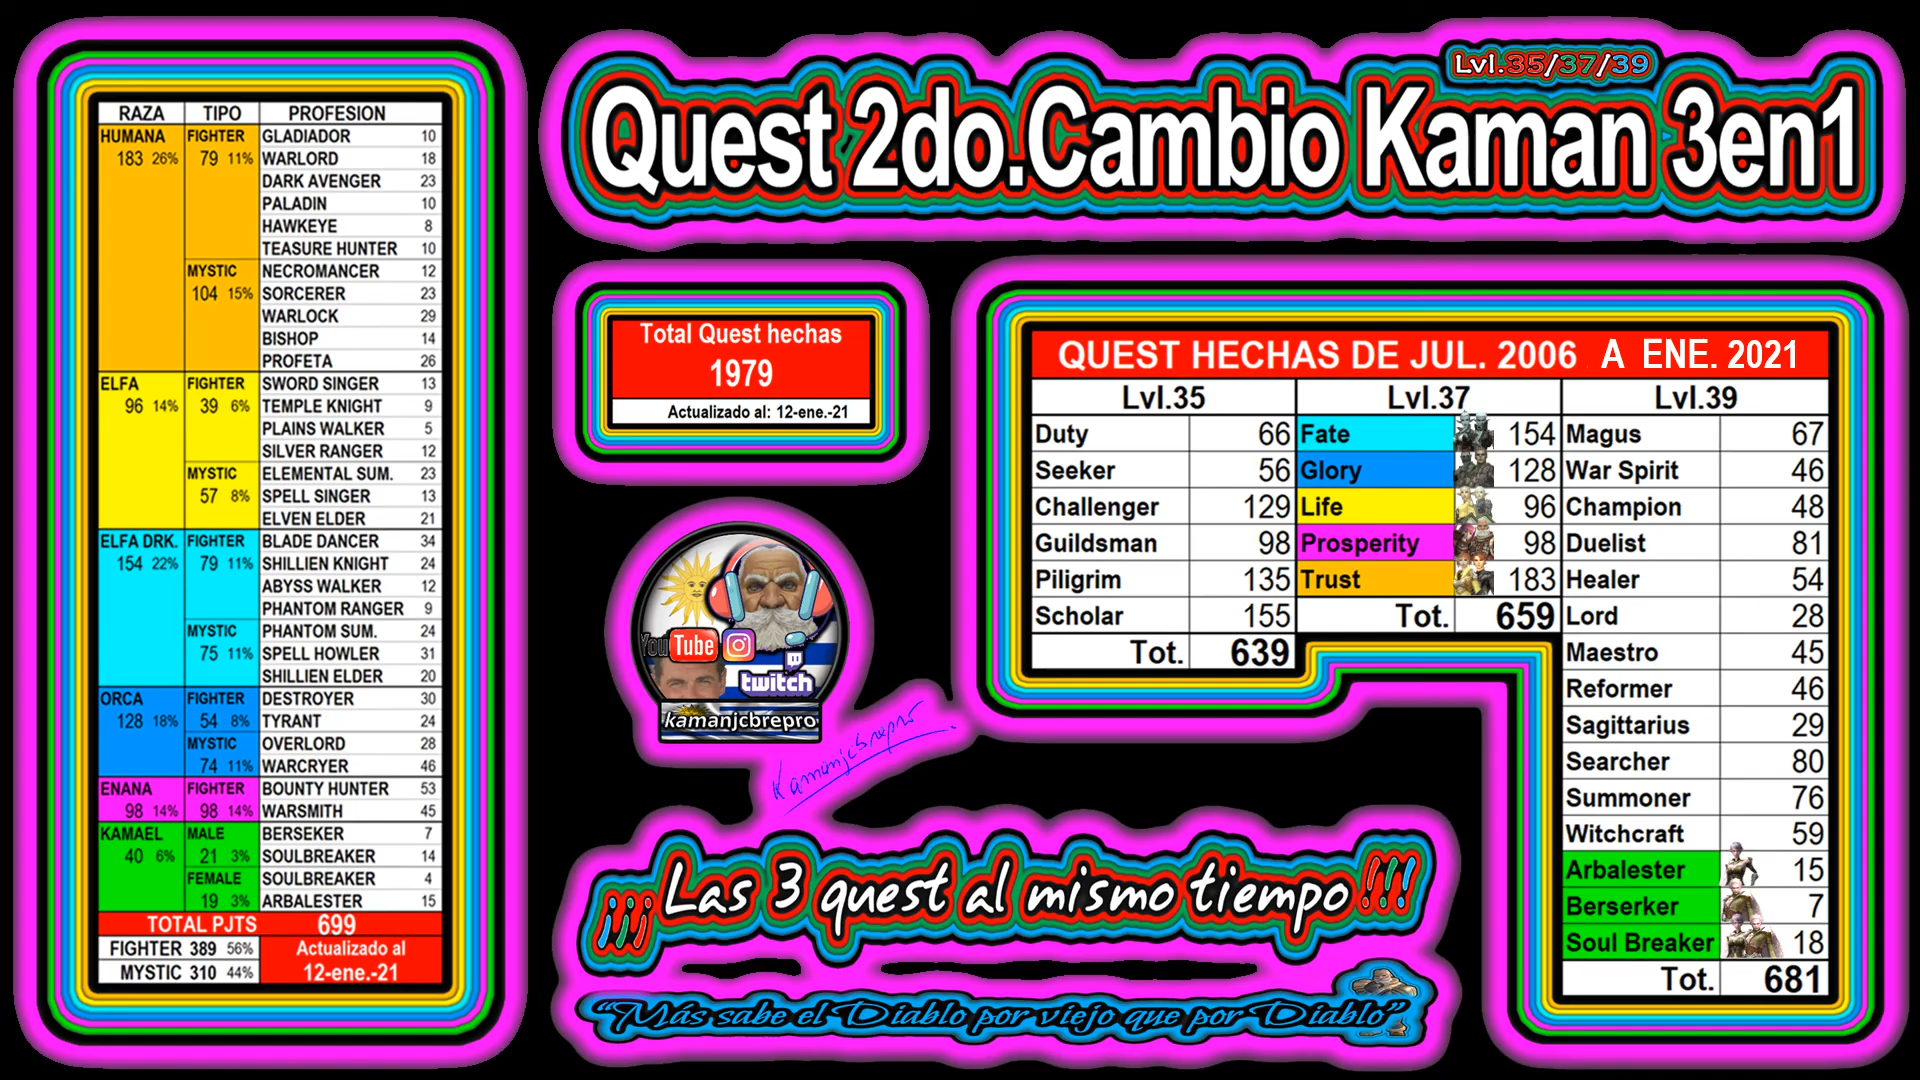 Lvl.35/37/39
Quest 2do.Cambio Kaman 3en1
RAZA TIPO PROFESION
HUMANA FIGHTER GLADIADOR 10
183 26% 79 11% WARLORD 18
DARK AVENGER 23
PALADIN 10
HAWKEYE 8
TEASURE HUNTER 10
MYSTIC NECROMANCER 12
104 15% SORCERER 23
WARLOCK 29
BISHOP 14
PROFETA 26
ELFA FIGHTER SWORD SINGER 13
96 14% 39 6% TEMPLE KNIGHT 9
PLAINS WALKER 5
SILVER RANGER 12
MYSTIC ELEMENTAL SUM. 23
57 8% SPELL SINGER 13
ELVEN ELDER 21
ELFA DRK. FIGHTER BLADE DANCER 34
154 22% 79 11% SHILLIEN KNIGHT 24
ABYSS WALKER 12
PHANTOM RANGER 9
MYSTIC PHANTOM SUM. 24
75 11% SPELL HOWLER 31
SHILLIEN ELDER 20
ORCA FIGHTER DESTROYER 30
128 18% 54 8% TYRANT 24
MYSTIC OVERLORD 28
74 11% WARCRYER 46
ENANA FIGHTER BOUNTY HUNTER 53
98 14% 98 14% WARSMITH 45
KAMAEL MALE BERSEKER 7
40 6% 21 3% SOULBREAKER 14
FEMALE SOULBREAKER 4
19 3% ARBALESTER 15
TOTAL PJTS 699
FIGHTER 389 56% Actualizado al
MYSTIC 310 44% 12-ene.-21
Total Quest hechas
1979
Actualizado al: 12-ene.-21
QUEST HECHAS DE JUL. 2006 A ENE. 2021
Lvl.35 Lvl.37 Lvl.39
Duty 66 Fate 154 Magus 67
Seeker 56 Glory 128 War Spirit 46
Challenger 129 Life 96 Champion 48
Guildsman 98 Prosperity 98 Duelist 81
Piligrim 135 Trust 183 Healer 54
Scholar 155 Tot. 659 Lord 28
Tot. 639 Maestro 45
Reformer 46
Sagittarius 29
Searcher 80
Summoner 76
Witchcraft 59
Arbalester 15
Berserker 7
Soul Breaker 18
Tot. 681
YouTube
twitch
kamanjcbrepro
Kamanjcbrepro
¡¡¡Las 3 quest al mismo tiempo!!!
“Más sabe el Diablo por viejo que por Diablo”